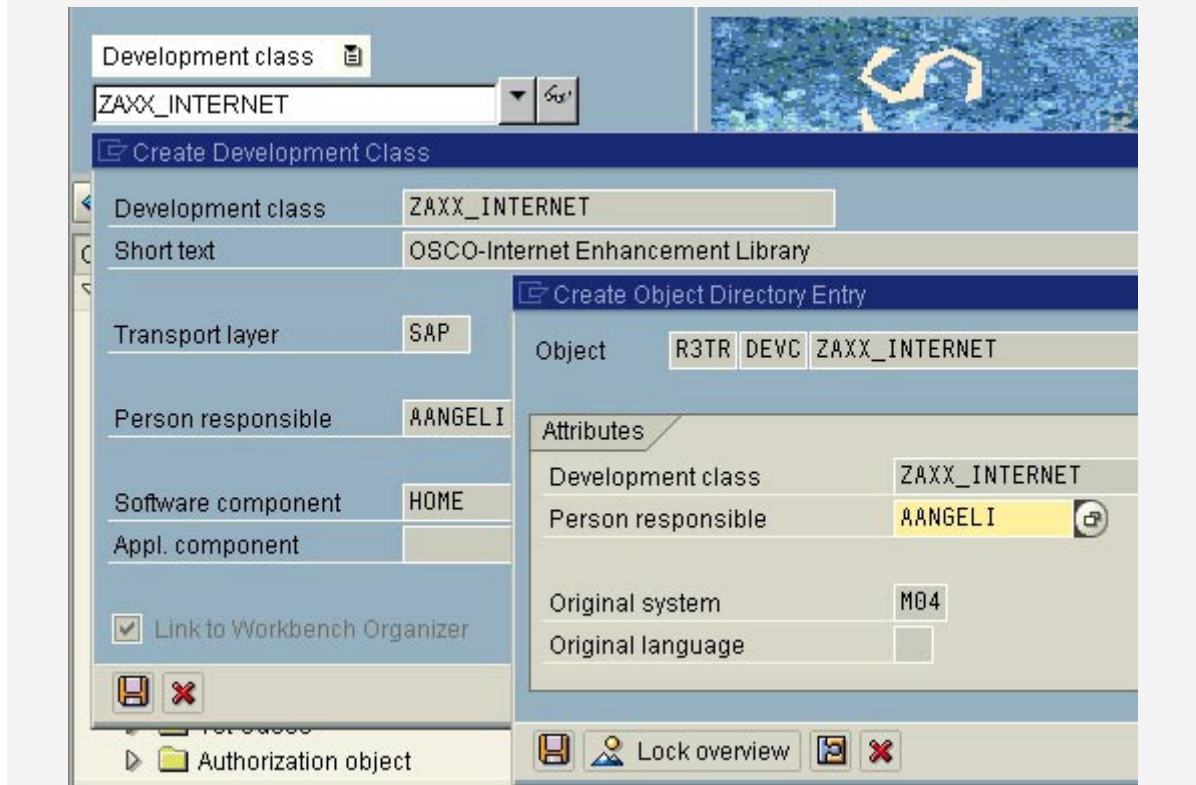 Development class
ZAXX_INTERNET
Create Development Class
Development class ZAXX_INTERNET
Short text OSCO-Internet Enhancement Library
Transport layer SAP
Person responsible AANGELI
Software component HOME
Appl. component
Link to Workbench Organizer
Create Object Directory Entry
Object R3TR DEVC ZAXX_INTERNET
Attributes
Development class ZAXX_INTERNET
Person responsible AANGELI
Original system M04
Original language
Lock overview
Authorization object